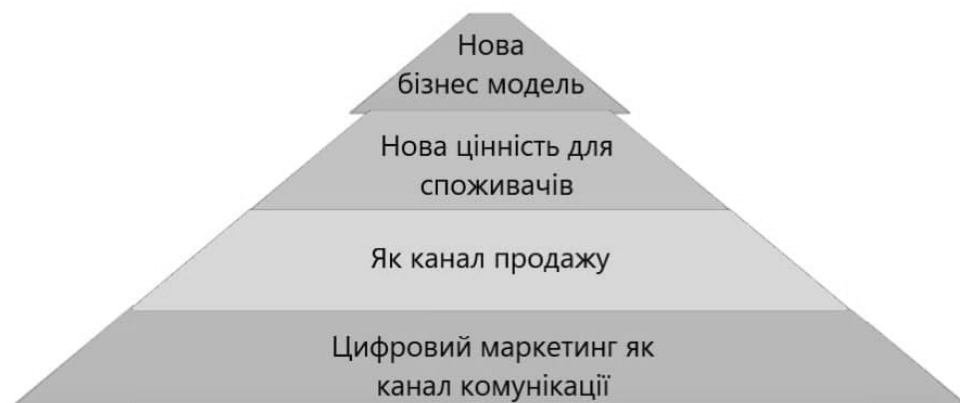 Нова
бізнес модель
Нова цінність для
споживачів
Як канал продажу
Цифровий маркетинг як
канал комунікації